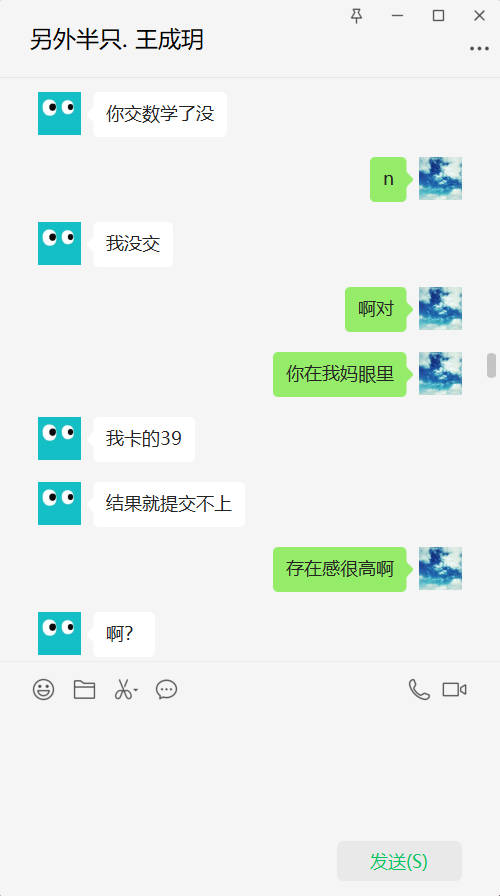 另外半只. 王成玥
你交数学了没
n
我没交
啊对
你在我妈眼里
我卡的39
结果就提交不上
存在感很高啊
啊?
发送(S)